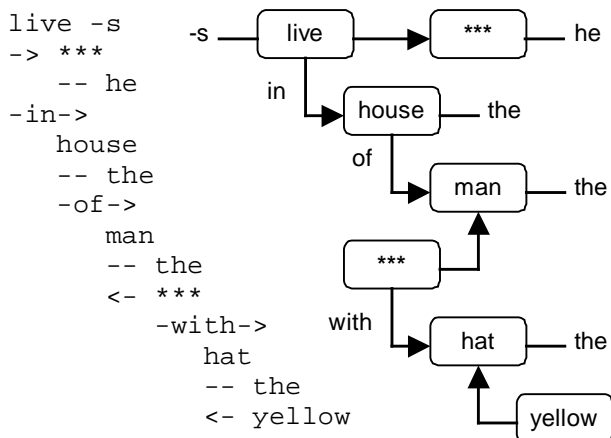 live -s
-> ***
-- he
-in->
house
-- the
-of->
man
-- the
<- ***
-with->
hat
-- the
<- yellow
-s live *** he
in
house the
of
man the
***
with
hat the
yellow